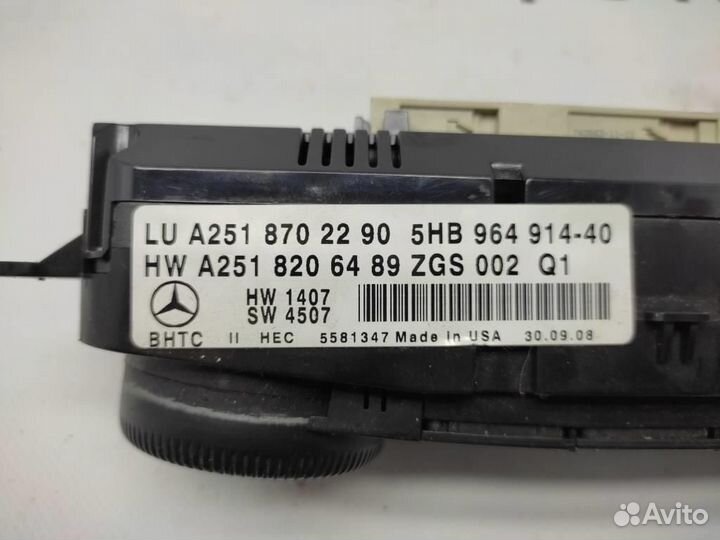 LU A251 870 22 90 5HB 964 914-40
HW A251 820 64 89 ZGS 002 Q1
HW 1407
SW 4507
BHTC II HEC 5581347 Made in USA 30.09.08
Avito